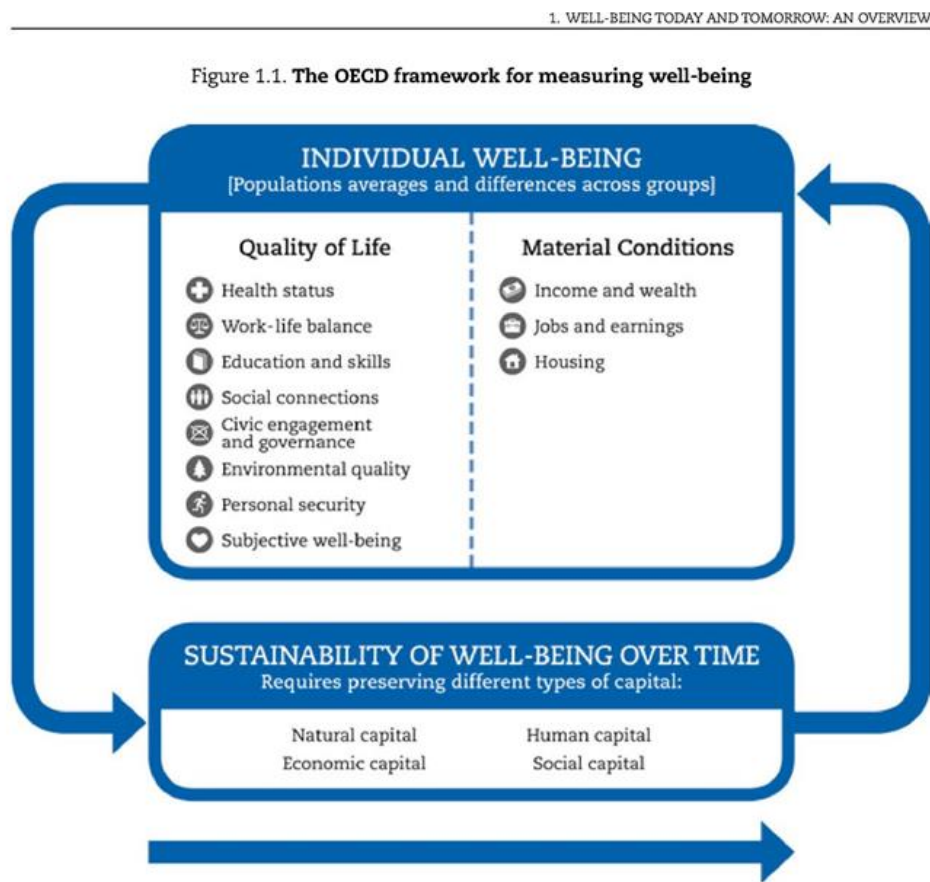 1. WELL-BEING TODAY AND TOMORROW: AN OVERVIEW
Figure 1.1. The OECD framework for measuring well-being
INDIVIDUAL WELL-BEING
[Populations averages and differences across groups]
Quality of Life
Health status
Work-life balance
Education and skills
Social connections
Civic engagement
and governance
Environmental quality
Personal security
Subjective well-being
Material Conditions
Income and wealth
Jobs and earnings
Housing
SUSTAINABILITY OF WELL-BEING OVER TIME
Requires preserving different types of capital:
Natural capital
Human capital
Economic capital
Social capital